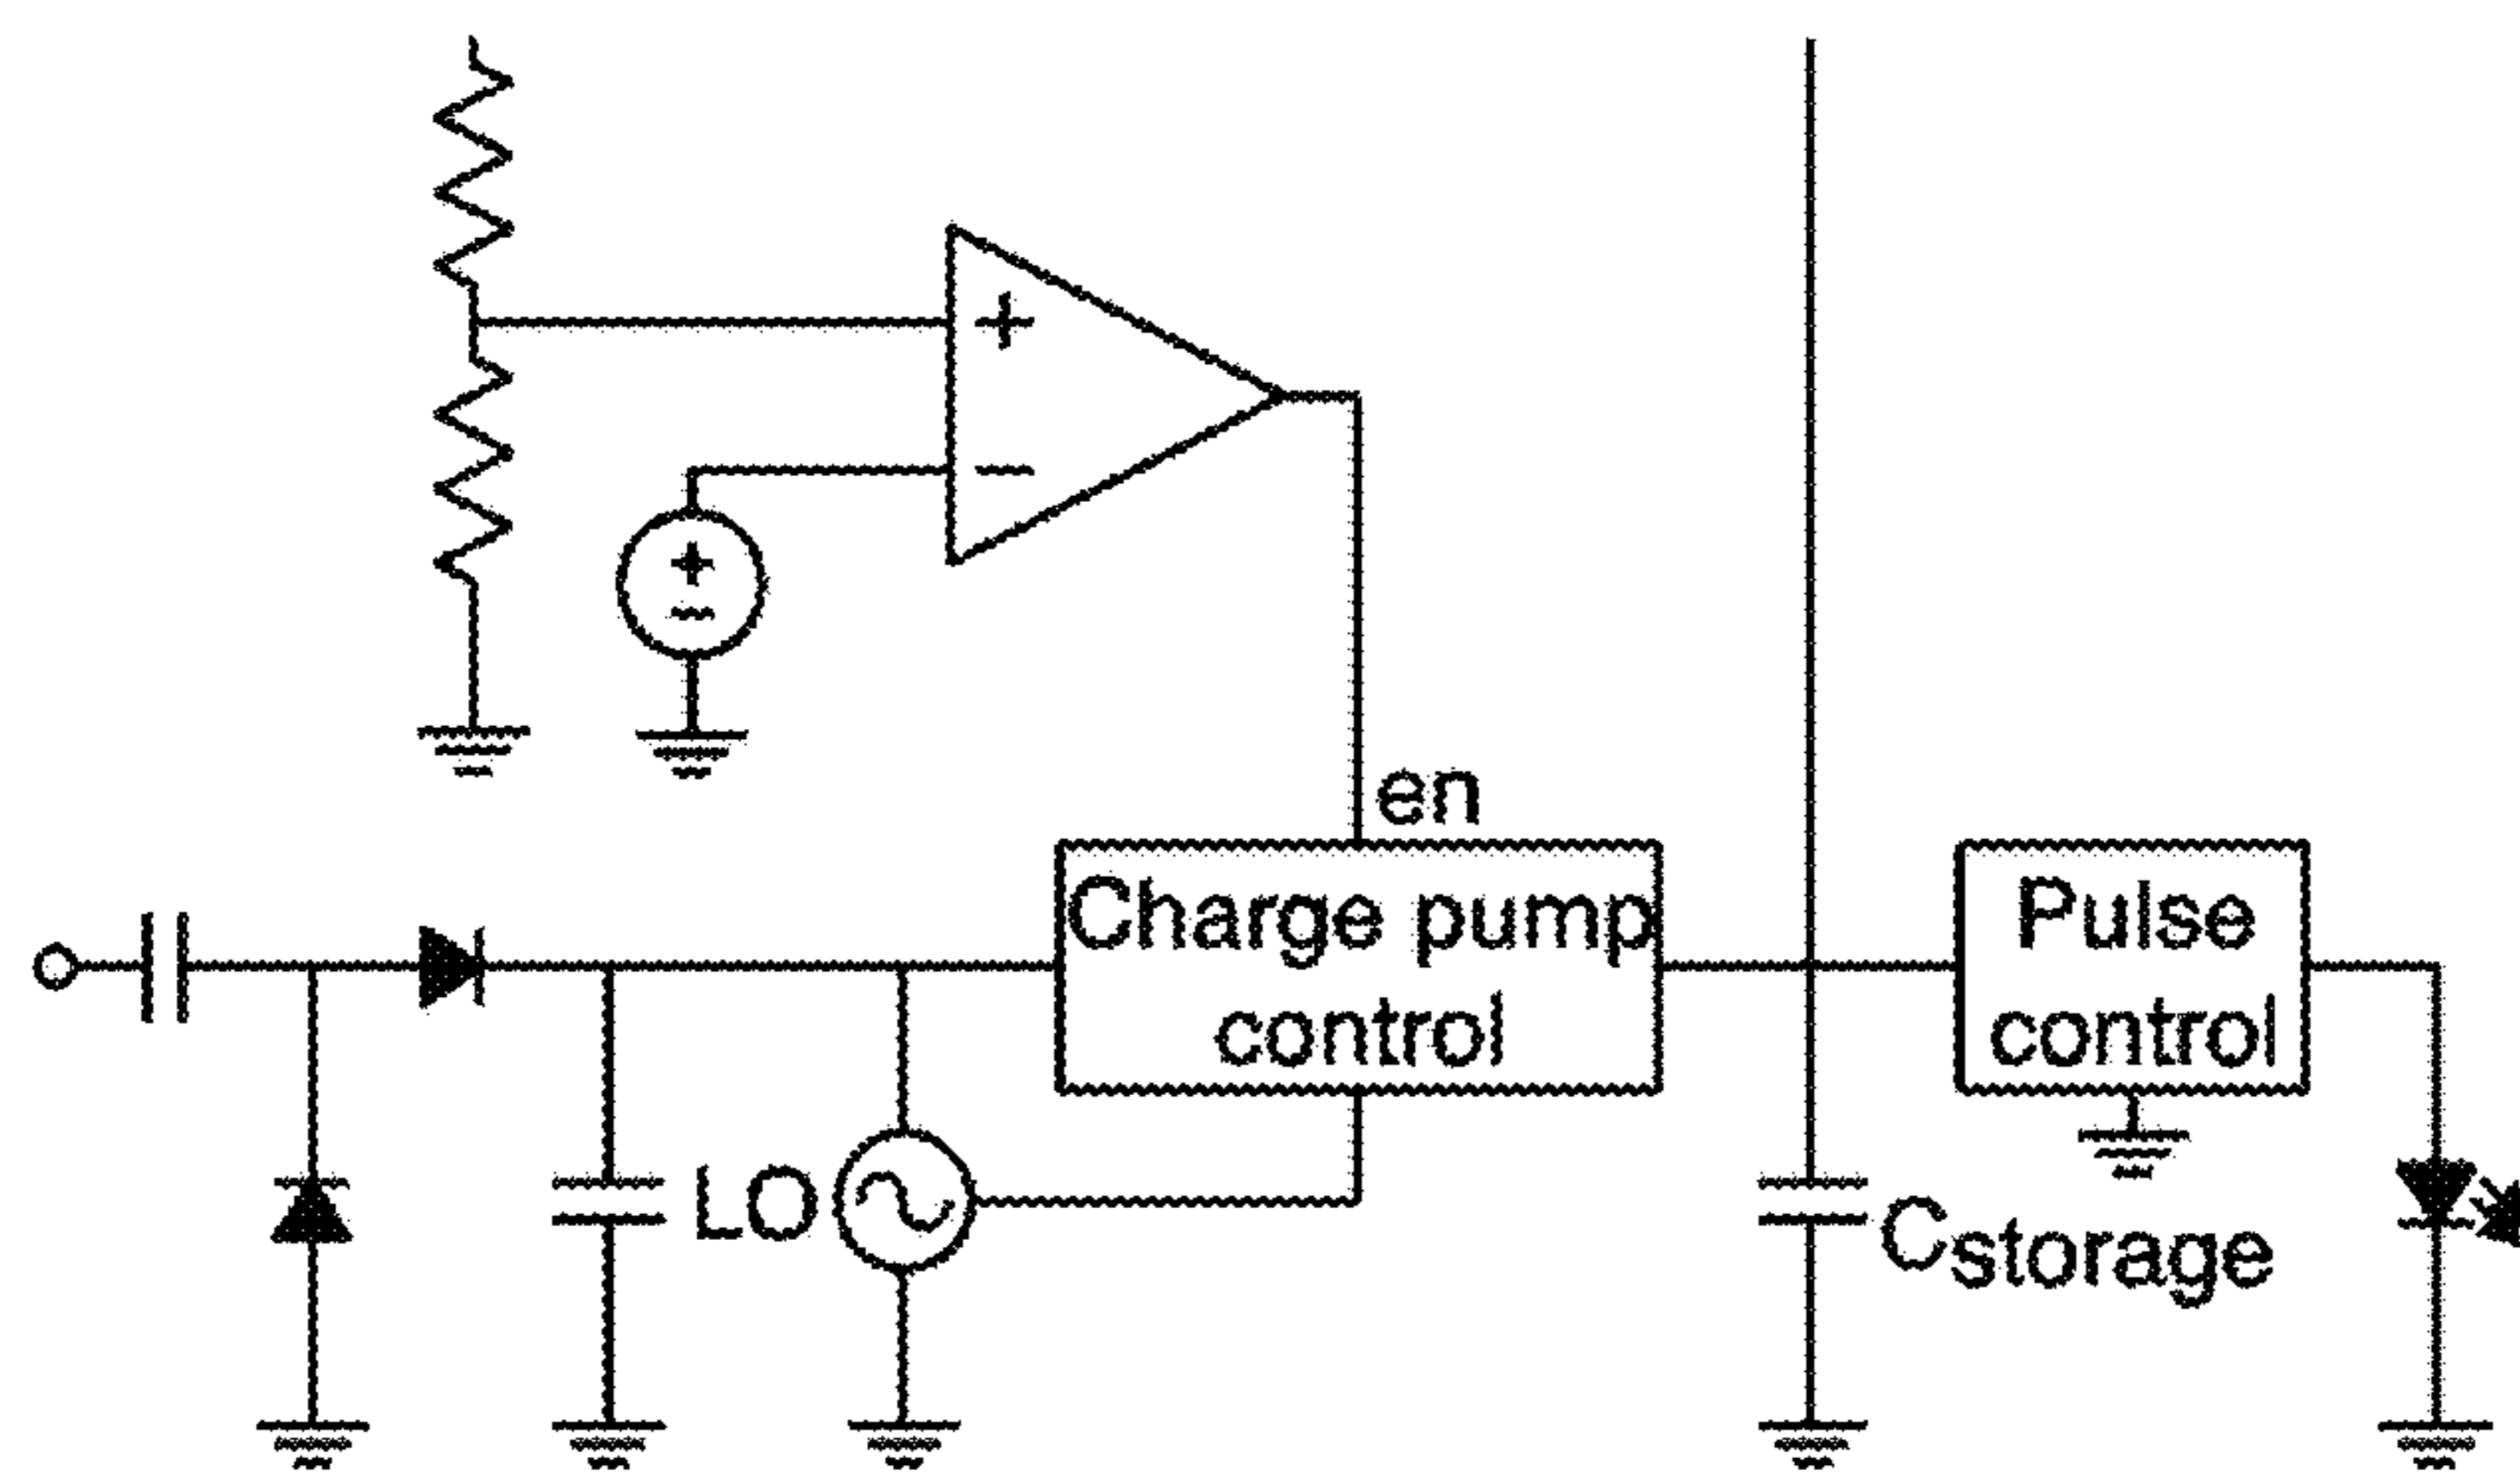 en
Charge pump
control
Pulse
control
LO
Cstorage